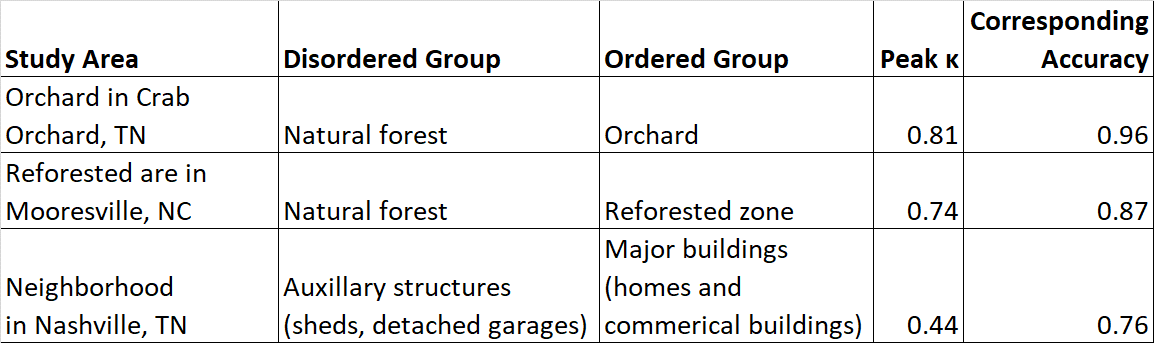 Study Area Disordered Group Ordered Group Peak κ Corresponding Accuracy
Orchard in Crab
Orchard, TN Natural forest Orchard 0.81 0.96
Reforested are in
Mooresville, NC Natural forest Reforested zone 0.74 0.87
Neighborhood
in Nashville, TN Auxillary structures
(sheds, detached garages) Major buildings
(homes and
commerical buildings) 0.44 0.76